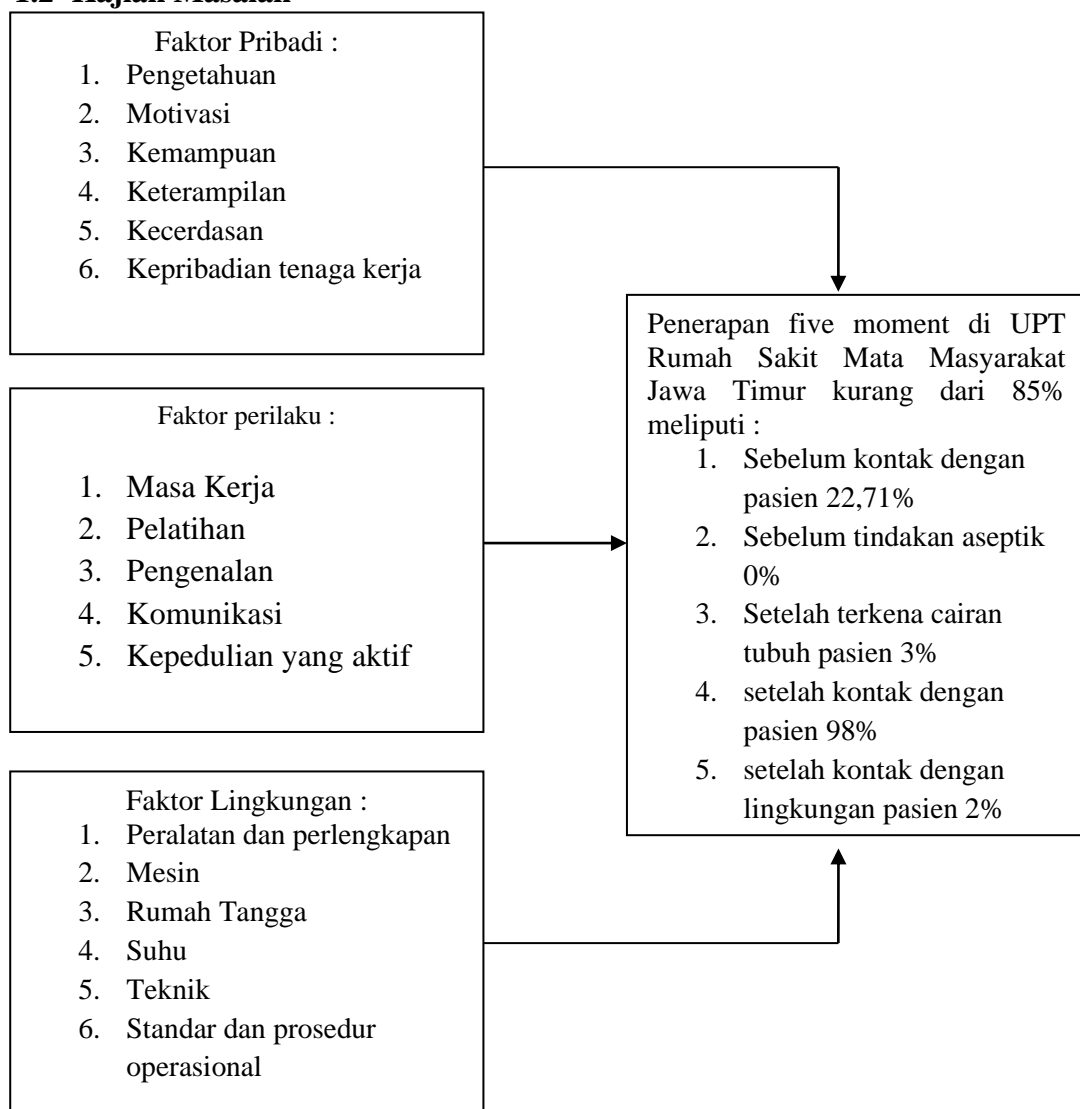 1.2 Kajian Masalah
Faktor Pribadi :
1. Pengetahuan
2. Motivasi
3. Kemampuan
4. Keterampilan
5. Kecerdasan
6. Kepribadian tenaga kerja
Faktor perilaku :
1. Masa Kerja
2. Pelatihan
3. Pengenalan
4. Komunikasi
5. Kepedulian yang aktif
Faktor Lingkungan :
1. Peralatan dan perlengkapan
2. Mesin
3. Rumah Tangga
4. Suhu
5. Teknik
6. Standar dan prosedur
operasional
Penerapan five moment di UPT
Rumah Sakit Mata Masyarakat
Jawa Timur kurang dari 85%
meliputi :
1. Sebelum kontak dengan
pasien 22,71%
2. Sebelum tindakan aseptik
0%
3. Setelah terkena cairan
tubuh pasien 3%
4. setelah kontak dengan
pasien 98%
5. setelah kontak dengan
lingkungan pasien 2%